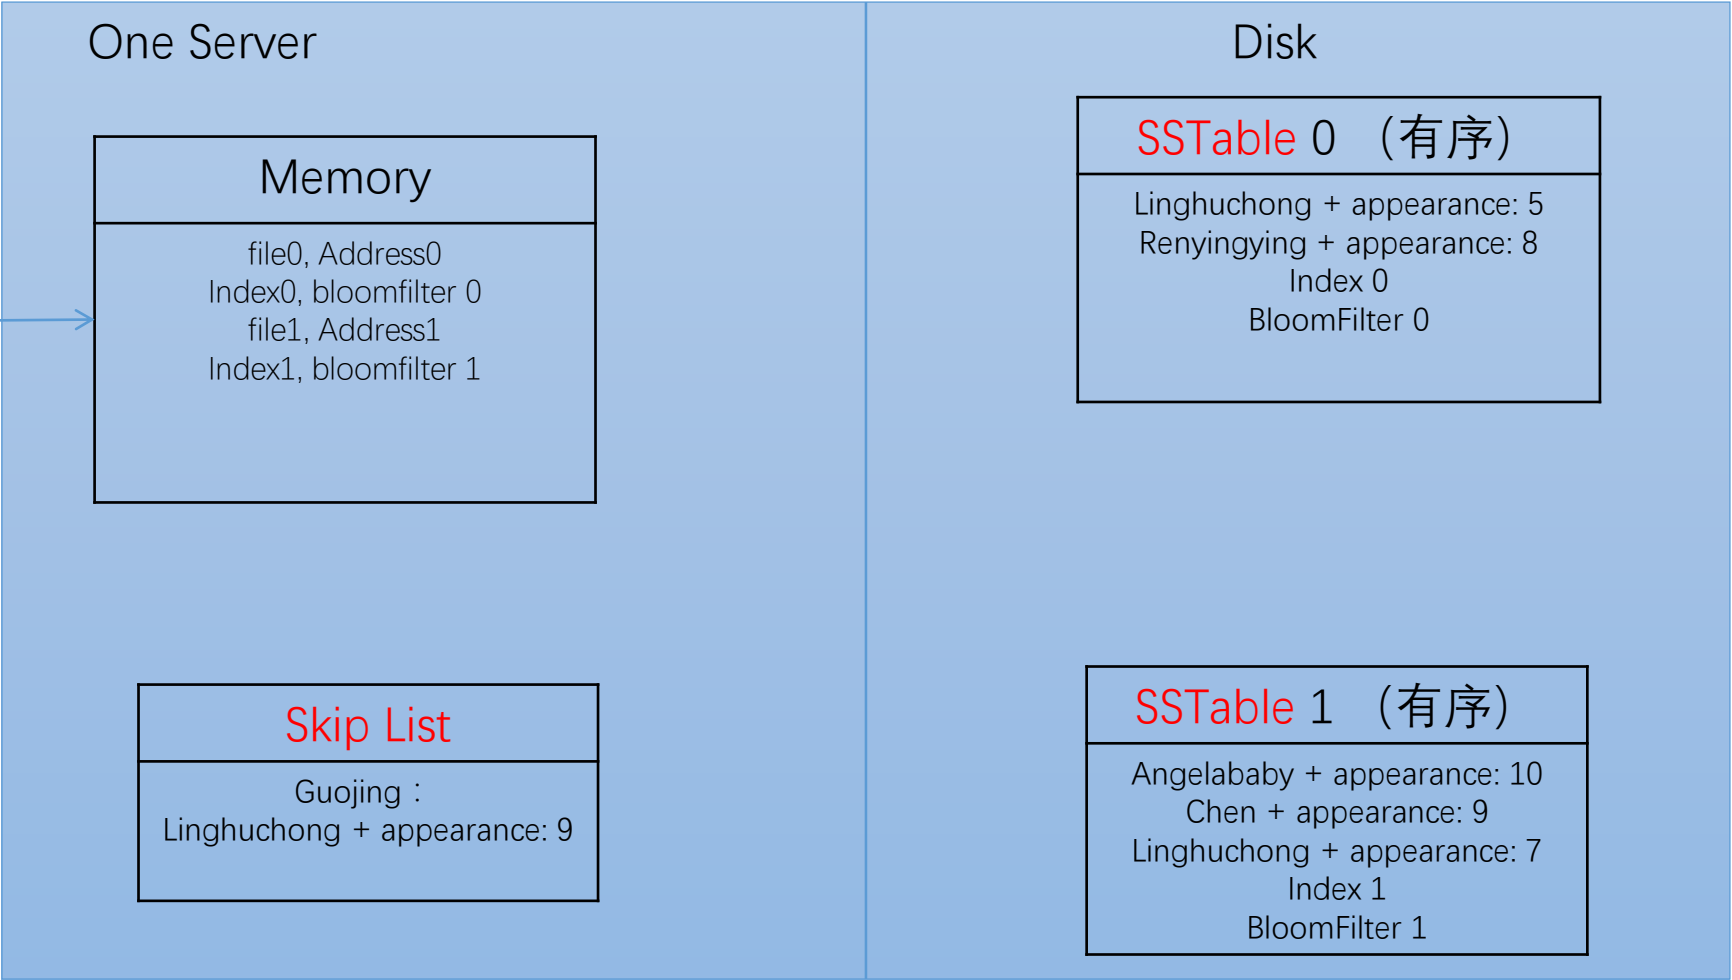 One Server
Memory
file0, Address0
Index0, bloomfilter 0
file1, Address1
Index1, bloomfilter 1
Skip List
Guojing：
Linghuchong + appearance: 9
Disk
SSTable 0 （有序）
Linghuchong + appearance: 5
Renyingying + appearance: 8
Index 0
BloomFilter 0
SSTable 1 （有序）
Angelababy + appearance: 10
Chen + appearance: 9
Linghuchong + appearance: 7
Index 1
BloomFilter 1